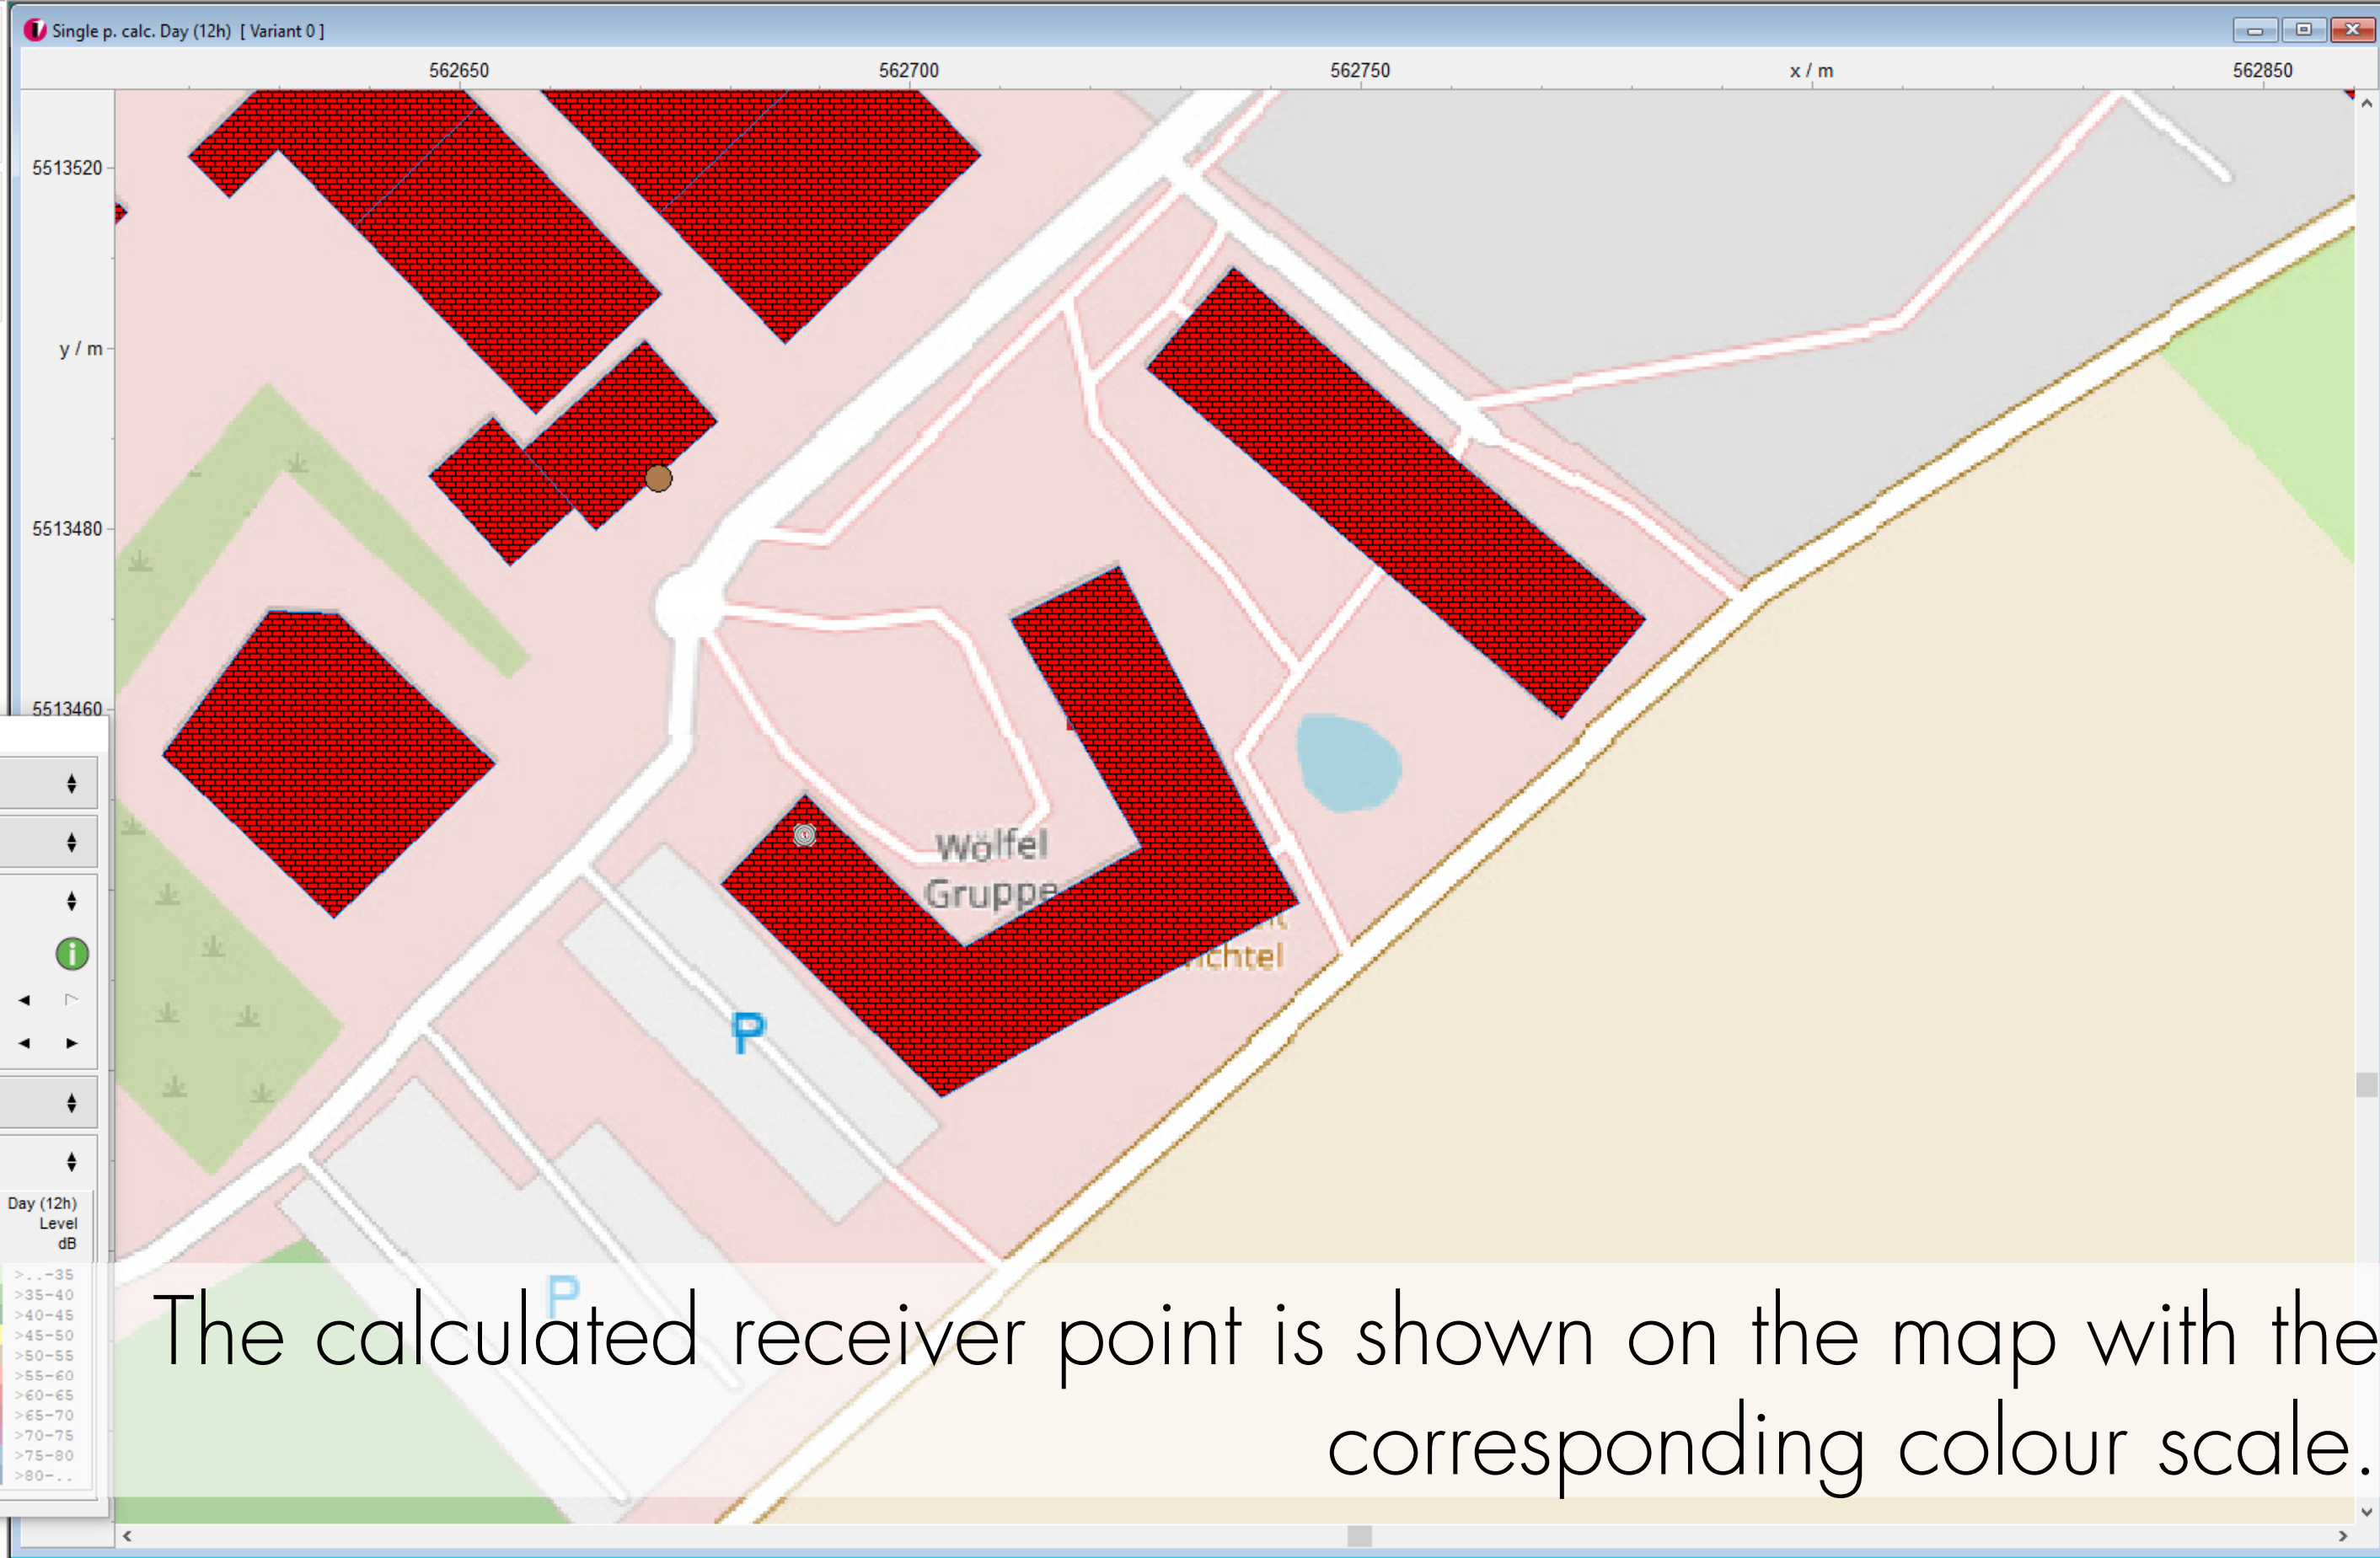 Single p. calc. Day (12h) [ Variant 0 ]
562650 562700 562750 x / m 562850
5513520
y / m
5513480
5513460
Wölfel
Gruppe
P
P
Day (12h)
Level
dB
>..-35
>35-40
>40-45
>45-50
>50-55
>55-60
>60-65
>65-70
>70-75
>75-80
>80-..
The calculated receiver point is shown on the map with the
corresponding colour scale.